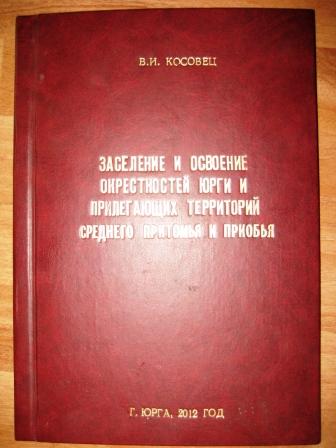 В.И. КОСОВЕЦ
ЗАСЕЛЕНИЕ И ОСВОЕНИЕ
ОКРЕСТНОСТЕЙ ЮРГИ И
ПРИЛЕГАЮЩИХ ТЕРРИТОРИЙ
СРЕДНЕГО ПРИТОМЬЯ И ПРИОБЬЯ
Г. ЮРГА, 2012 ГОД